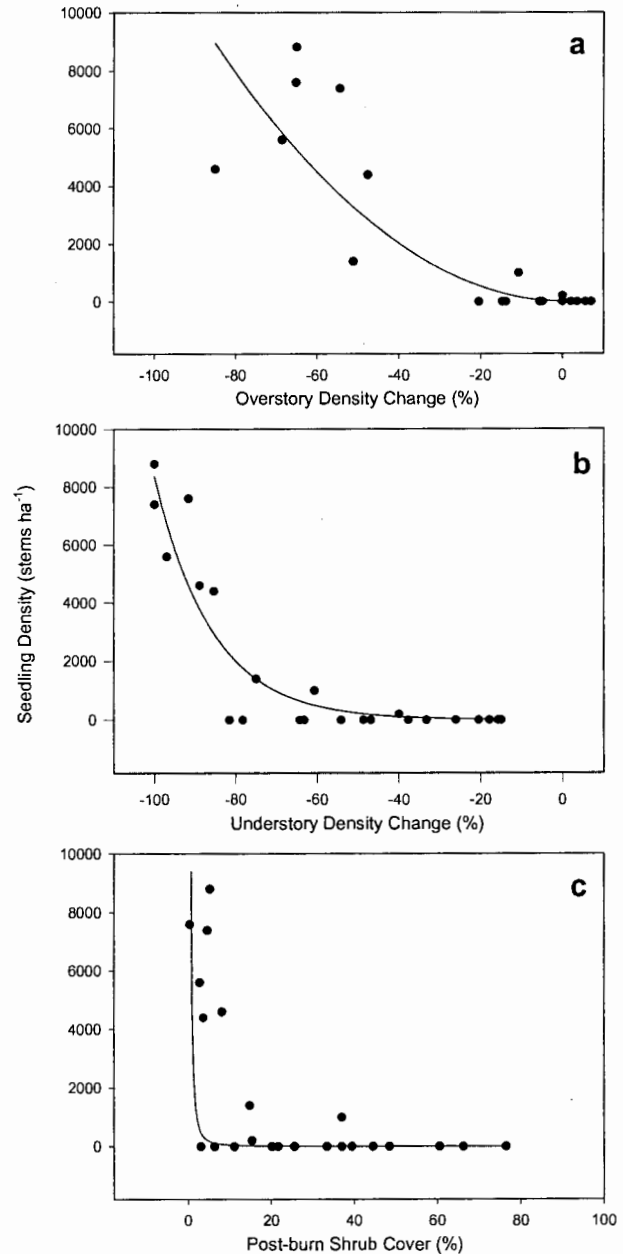 10000
a
8000
6000
4000
2000
0
-100 -80 -60 -40 -20 0
Overstory Density Change (%)
Seedling Density (stems ha⁻¹)
10000
b
8000
6000
4000
2000
0
-100 -80 -60 -40 -20 0
Understory Density Change (%)
10000
c
8000
6000
4000
2000
0
0 20 40 60 80 100
Post-burn Shrub Cover (%)